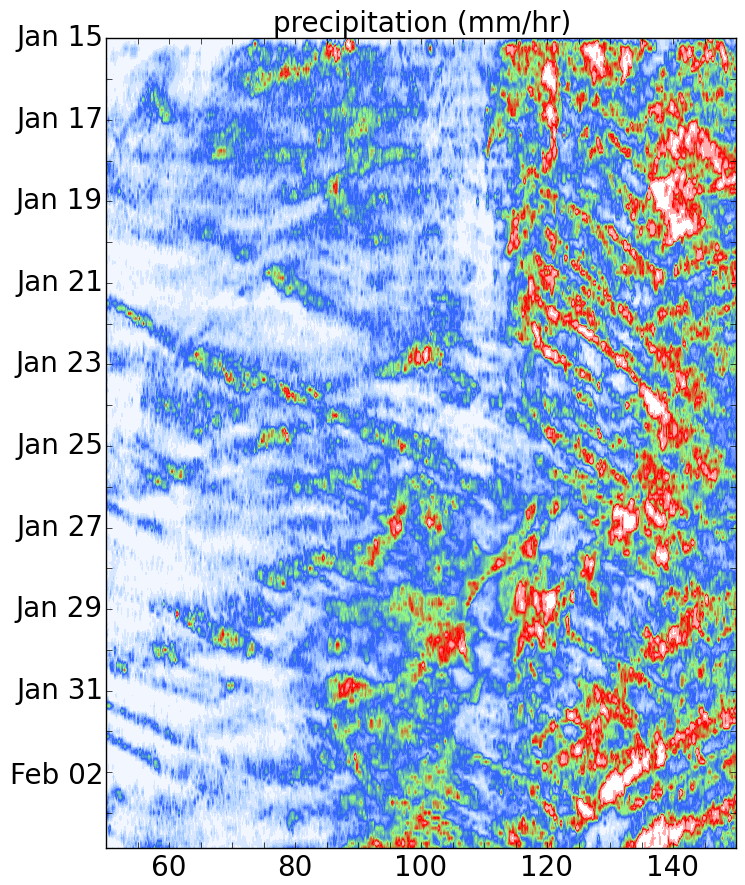 precipitation (mm/hr)
Jan 15
Jan 17
Jan 19
Jan 21
Jan 23
Jan 25
Jan 27
Jan 29
Jan 31
Feb 02
60 80 100 120 140